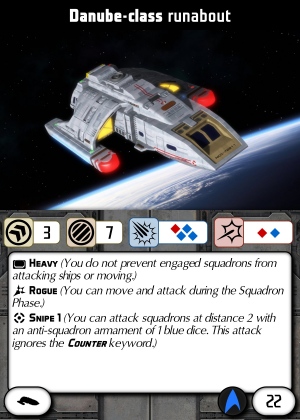 Danube-class runabout
3 7
HEAVY (You do not prevent engaged squadrons from
attacking ships or moving.)
ROGUE (You can move and attack during the Squadron
Phase.)
SNIPE 1 (You can attack squadrons at distance 2 with
an anti-squadron armament of 1 blue dice. This attack
ignores the COUNTER keyword.)
22